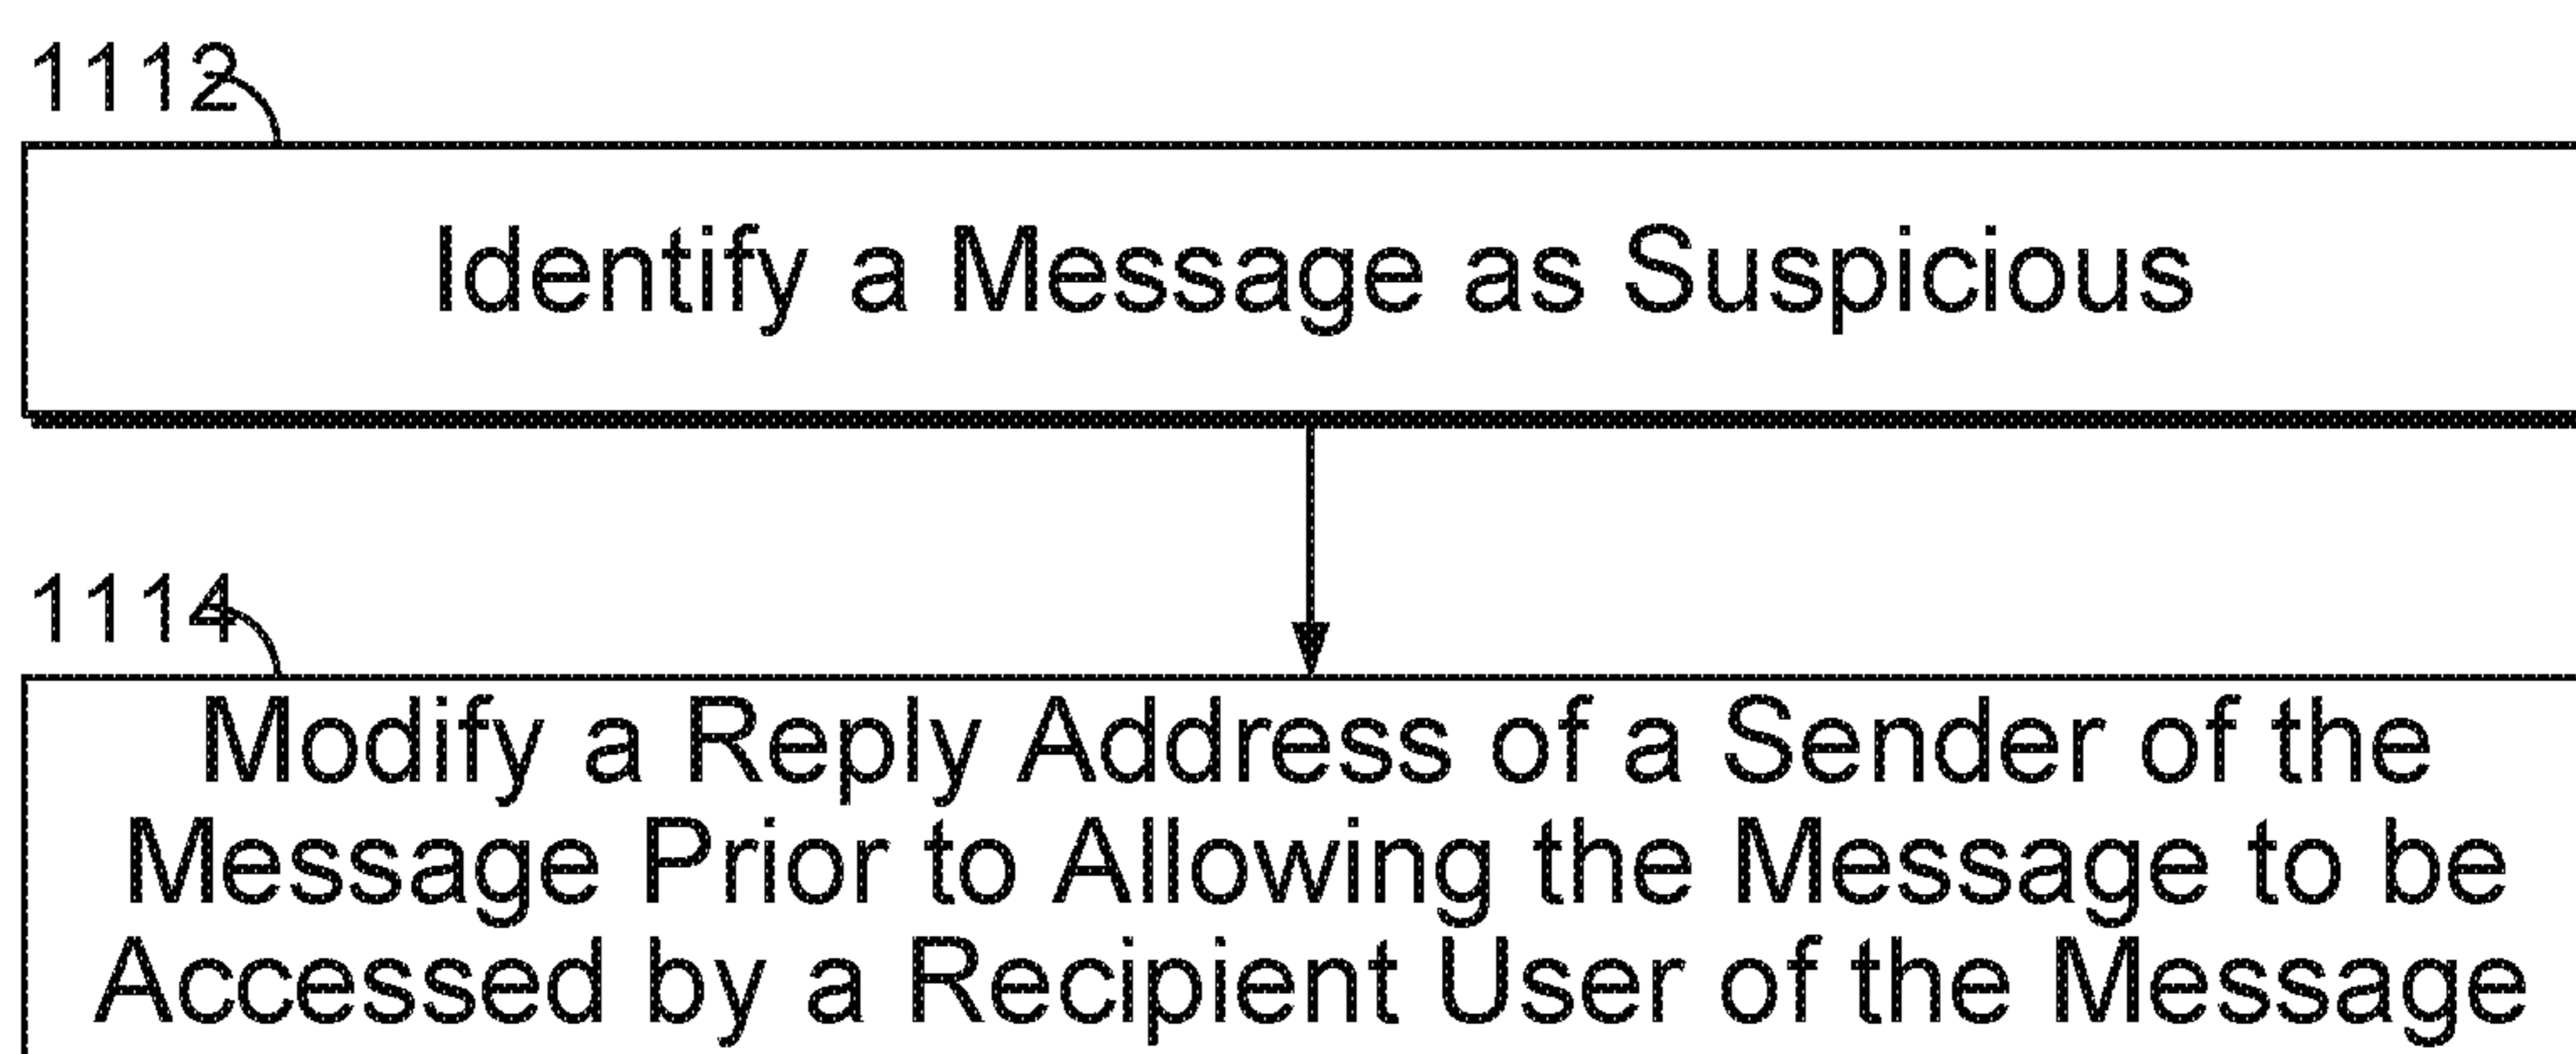 1112
Identify a Message as Suspicious
1114
Modify a Reply Address of a Sender of the
Message Prior to Allowing the Message to be
Accessed by a Recipient User of the Message